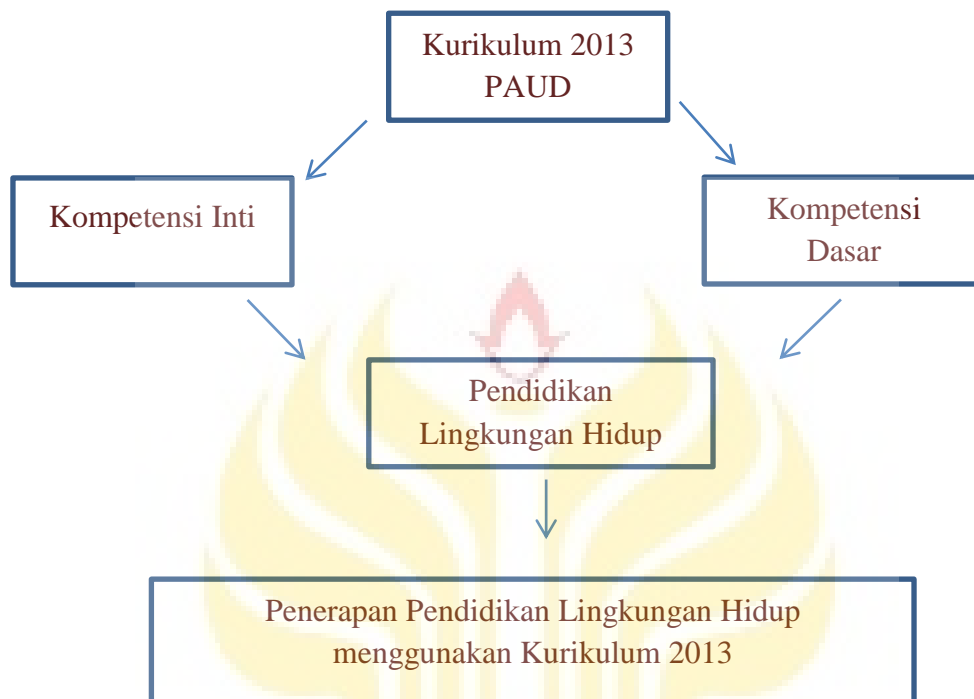 Kurikulum 2013
PAUD
Kompetensi Inti
Kompetensi
Dasar
Pendidikan
Lingkungan Hidup
Penerapan Pendidikan Lingkungan Hidup
menggunakan Kurikulum 2013